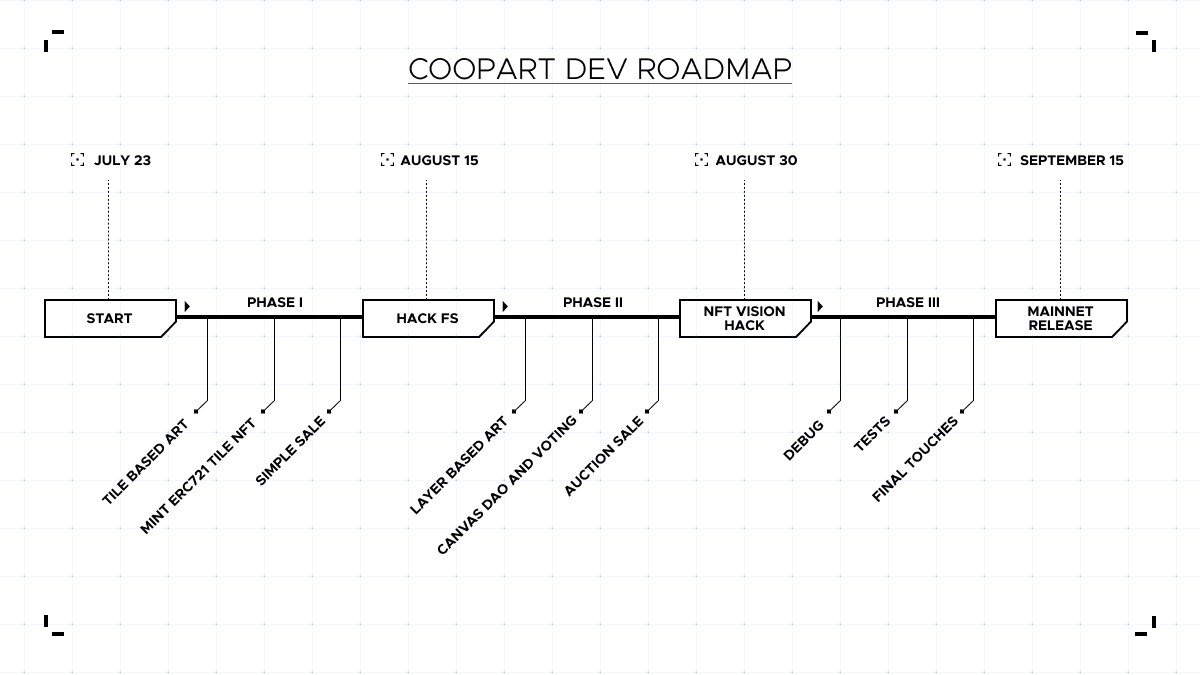 COOPART DEV ROADMAP
JULY 23
AUGUST 15
AUGUST 30
SEPTEMBER 15
START
PHASE I
HACK FS
PHASE II
NFT VISION
HACK
PHASE III
MAINNET
RELEASE
TILE BASED ART
MINT ERC721 TILE NFT
SIMPLE SALE
LAYER BASED ART
CANVAS DAO AND VOTING
AUCTION SALE
DEBUG
TESTS
FINAL TOUCHES